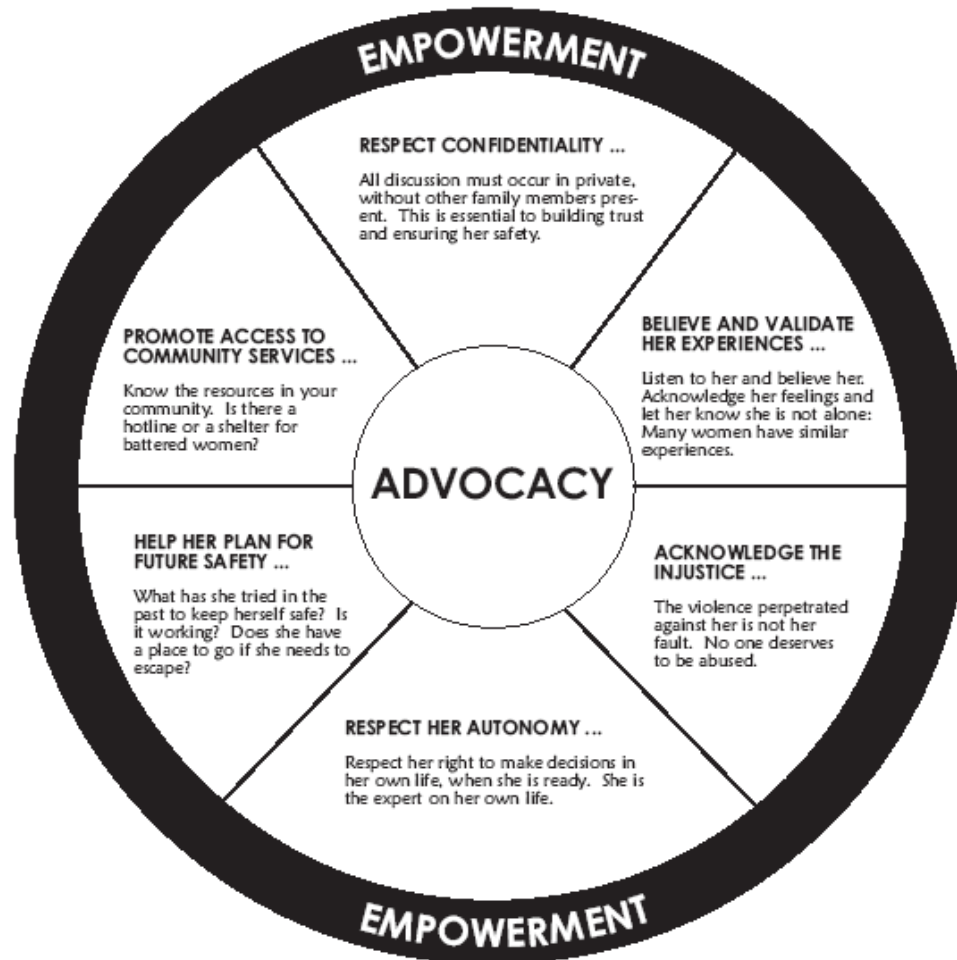 EMPOWERMENT
RESPECT CONFIDENTIALITY ...
All discussion must occur in private,
without other family members pres-
ent. This is essential to building trust
and ensuring her safety.
BELIEVE AND VALIDATE
HER EXPERIENCES ...
Listen to her and believe her.
Acknowledge her feelings and
let her know she is not alone:
Many women have similar
experiences.
ACKNOWLEDGE THE
INJUSTICE ...
The violence perpetrated
against her is not her
fault. No one deserves
to be abused.
RESPECT HER AUTONOMY ...
Respect her right to make decisions in
her own life, when she is ready. She is
the expert on her own life.
HELP HER PLAN FOR
FUTURE SAFETY ...
What has she tried in the
past to keep herself safe? Is
it working? Does she have
a place to go if she needs to
escape?
PROMOTE ACCESS TO
COMMUNITY SERVICES ...
Know the resources in your
community. Is there a
hotline or a shelter for
battered women?
ADVOCACY
EMPOWERMENT